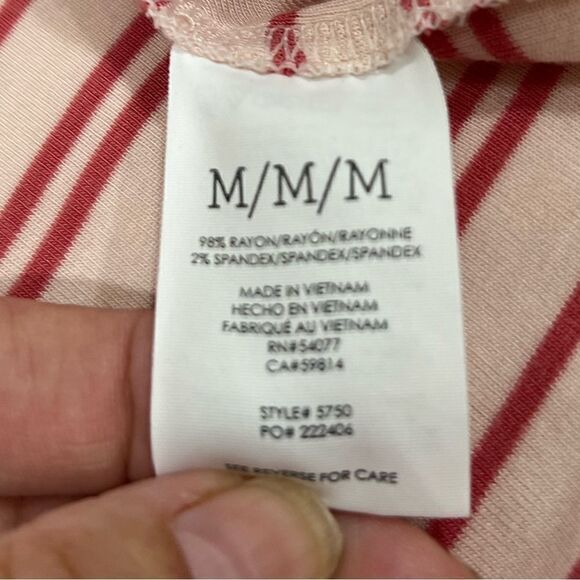 M/M/M
98% RAYON/RAYÓN/RAYONNE
2% SPANDEX/SPANDEX/SPANDEX
MADE IN VIETNAM
HECHO EN VIETNAM
FABRIQUÉ AU VIETNAM
RN#54077
CA#59814
STYLE# 5750
PO# 222406
SEE REVERSE FOR CARE